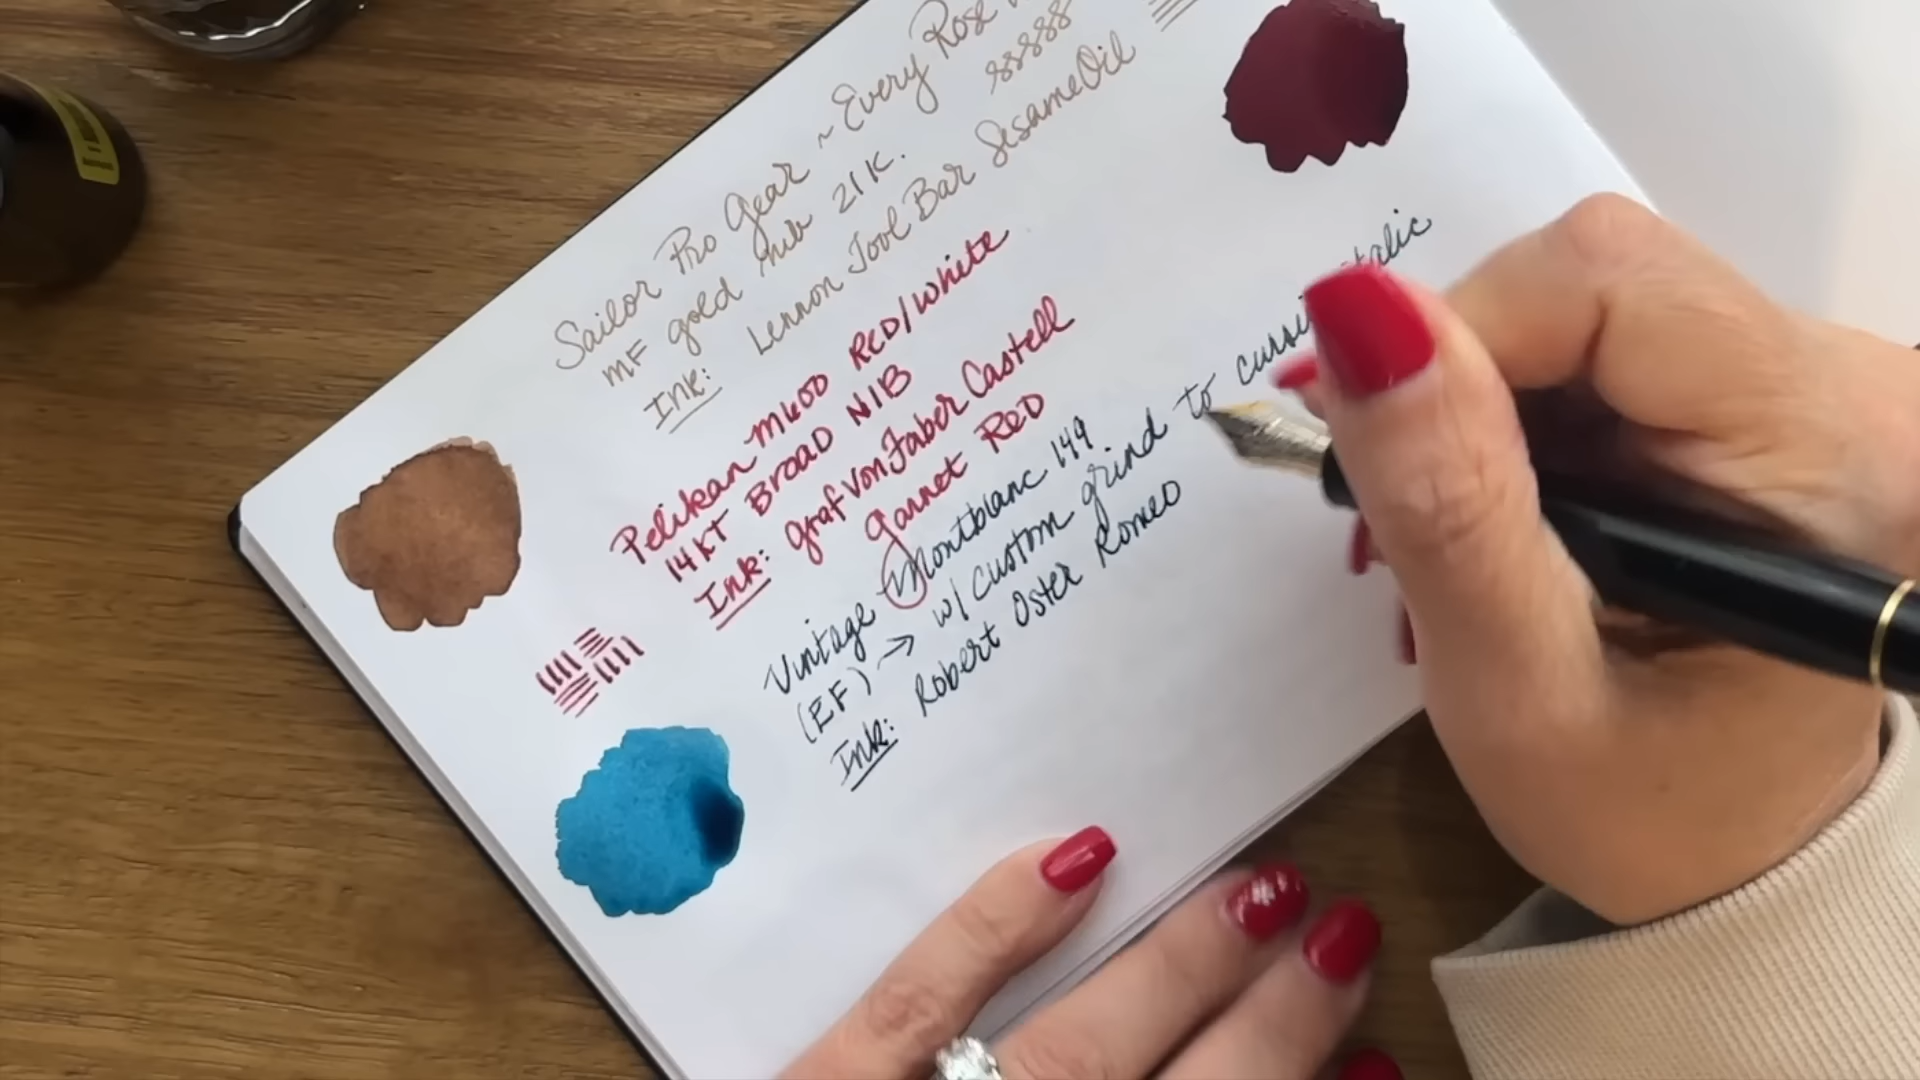 Sailor Pro Gear ~ Every Rose
MF gold nib 21K. sssss
Ink: Lennon Tool Bar Sesame Oil
Pelikan M600 RED/white
14KT BROAD NIB
Ink: Graf Von Faber Castell
Garnet RED
Vintage Montblanc 149
(EF) → w/ custom grind to cursive italic
Ink: Robert Oster Romeo